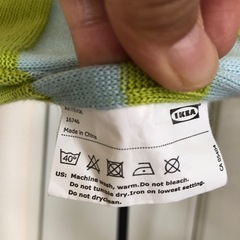 16746
Made in China
IKEA
40°
US: Machine wash, warm. Do not bleach.
Do not tumble dry. Iron on lowest setting.
Do not dryclean.